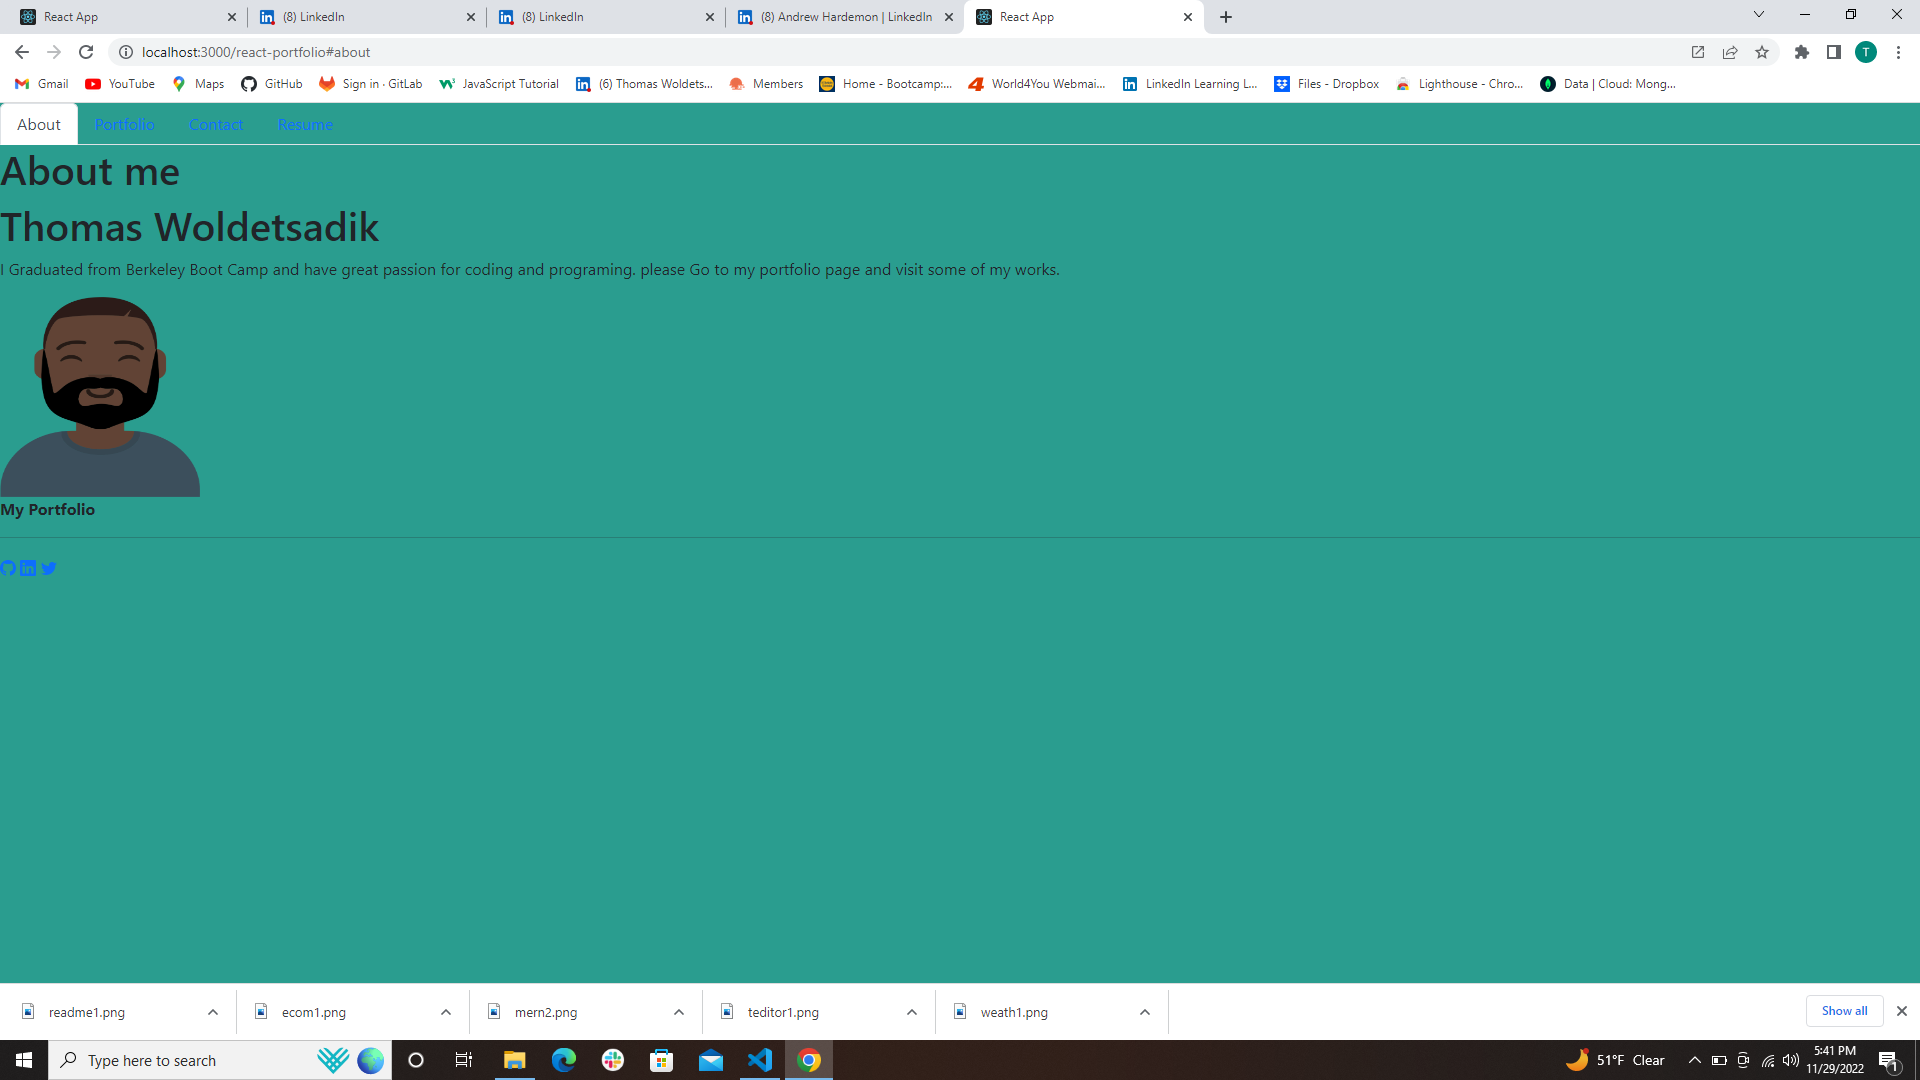 React App
(8) LinkedIn
(8) LinkedIn
(8) Andrew Hardemon | LinkedIn
React App
localhost:3000/react-portfolio#about
T
Gmail
YouTube
Maps
GitHub
Sign in · GitLab
JavaScript Tutorial
(6) Thomas Woldets...
Members
Home - Bootcamp:...
World4You Webmai...
LinkedIn Learning L...
Files - Dropbox
Lighthouse - Chro...
Data | Cloud: Mong...
About
Portfolio
Contact
Resume
About me
Thomas Woldetsadik
I Graduated from Berkeley Boot Camp and have great passion for coding and programing. please Go to my portfolio page and visit some of my works.
My Portfolio
readme1.png
ecom1.png
mern2.png
teditor1.png
weath1.png
Show all
Type here to search
51°F Clear
5:41 PM
11/29/2022
1